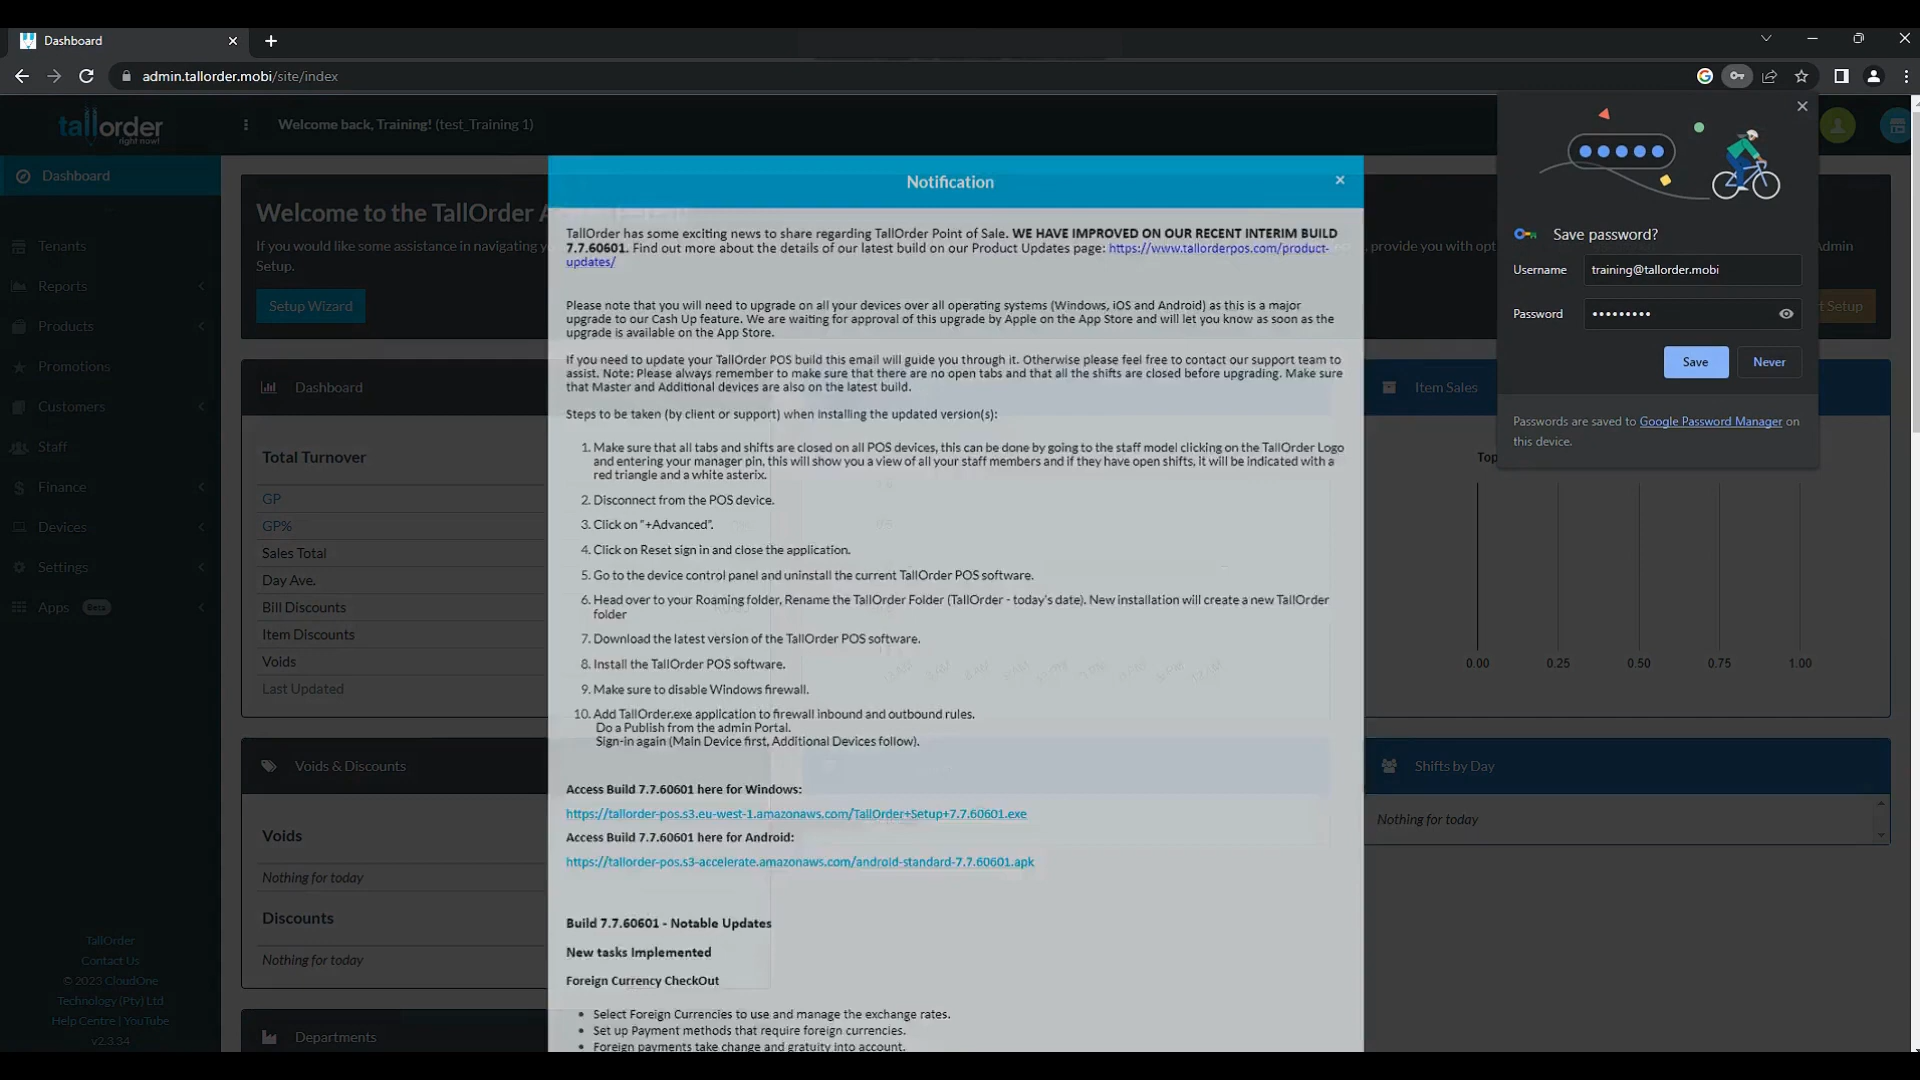 Dashboard
admin.tallorder.mobi/site/index
tallorder
right now!
Welcome back, Training! (test_Training 1)
Dashboard
Tenants
Reports
Products
Promotions
Customers
Staff
Finance
Devices
Settings
Apps Beta
TallOrder
Contact Us
© 2023 CloudOne
Technology (Pty) Ltd
Help Centre | YouTube
v2.3.34
Welcome to the TallOrder A
If you would like some assistance in navigating
Setup.
Setup Wizard
, provide you with opt
Admin
t Setup
Dashboard
Total Turnover
GP
GP%
Sales Total
Day Ave.
Bill Discounts
Item Discounts
Voids
Last Updated
Voids & Discounts
Voids
Nothing for today
Discounts
Nothing for today
Departments
Notification
TallOrder has some exciting news to share regarding TallOrder Point of Sale. WE HAVE IMPROVED ON OUR RECENT INTERIM BUILD
7.7.60601. Find out more about the details of our latest build on our Product Updates page: https://www.tallorderpos.com/product-
updates/
Please note that you will need to upgrade on all your devices over all operating systems (Windows, iOS and Android) as this is a major
upgrade to our Cash Up feature. We are waiting for approval of this upgrade by Apple on the App Store and will let you know as soon as the
upgrade is available on the App Store.
If you need to update your TallOrder POS build this email will guide you through it. Otherwise please feel free to contact our support team to
assist. Note: Please always remember to make sure that there are no open tabs and that all the shifts are closed before upgrading. Make sure
that Master and Additional devices are also on the latest build.
Steps to be taken (by client or support) when installing the updated version(s):
1. Make sure that all tabs and shifts are closed on all POS devices, this can be done by going to the staff model clicking on the TallOrder Logo
and entering your manager pin, this will show you a view of all your staff members and if they have open shifts, it will be indicated with a
red triangle and a white asterix.
2. Disconnect from the POS device.
3. Click on "+Advanced".
4. Click on Reset sign in and close the application.
5. Go to the device control panel and uninstall the current TallOrder POS software.
6. Head over to your Roaming folder, Rename the TallOrder Folder (TallOrder - today's date). New installation will create a new TallOrder
folder
7. Download the latest version of the TallOrder POS software.
8. Install the TallOrder POS software.
9. Make sure to disable Windows firewall.
10. Add TallOrder.exe application to firewall inbound and outbound rules.
Do a Publish from the admin Portal.
Sign-in again (Main Device first, Additional Devices follow).
Access Build 7.7.60601 here for Windows:
https://tallorder-pos.s3.eu-west-1.amazonaws.com/TallOrder+Setup+7.7.60601.exe
Access Build 7.7.60601 here for Android:
https://tallorder-pos.s3-accelerate.amazonaws.com/android-standard-7.7.60601.apk
Build 7.7.60601 - Notable Updates
New tasks Implemented
Foreign Currency CheckOut
• Select Foreign Currencies to use and manage the exchange rates.
• Set up Payment methods that require foreign currencies.
• Foreign payments take change and gratuity into account.
Save password?
Username training@tallorder.mobi
Password •••••••••
Save Never
Passwords are saved to Google Password Manager on
this device.
Item Sales
Top
0.00 0.25 0.50 0.75 1.00
Shifts by Day
Nothing for today